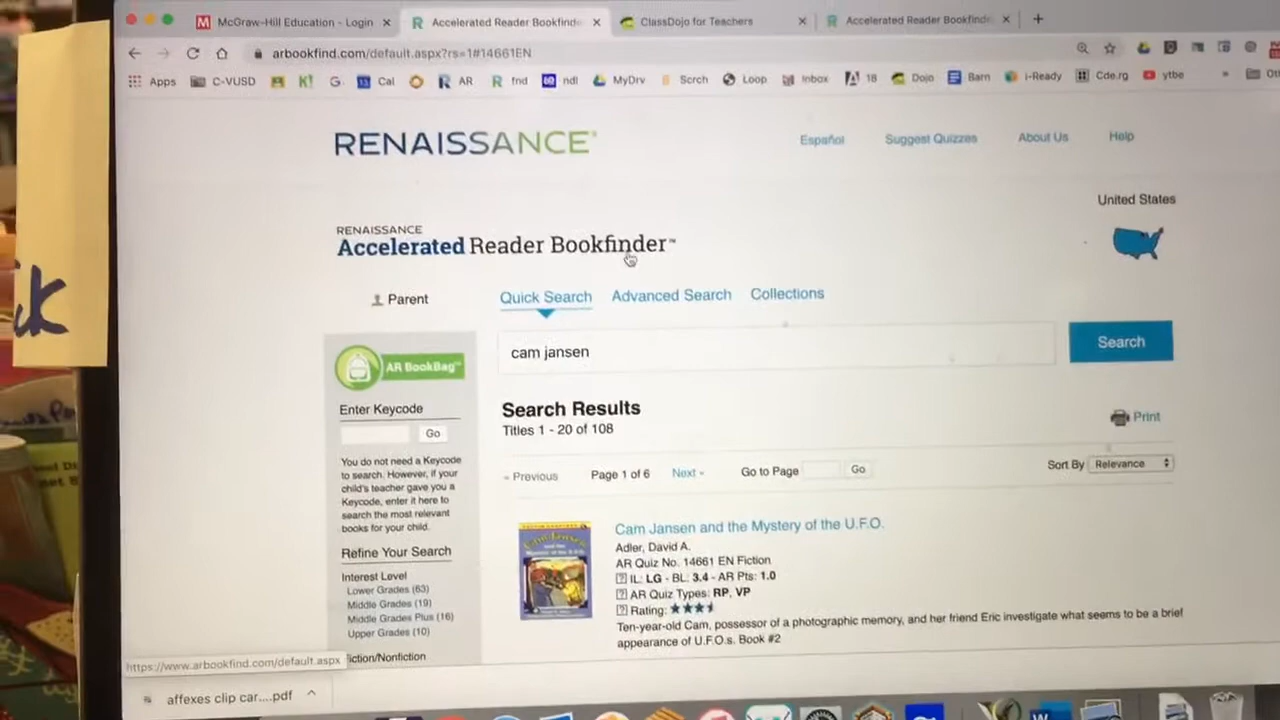 McGraw-Hill Education - Login
Accelerated Reader Bookfinde
ClassDojo for Teachers
Accelerated Reader Bookfinde
arbookfind.com/default.aspx?rs=1#14661EN
Apps C-VUSD K! G 13 Cal AR fnd ndl MyDrv Scrch Loop Inbox 18 Dojo Barn i-Ready Cde.rg ytbe » Ot
RENAISSANCE
Español Suggest Quizzes About Us Help
United States
RENAISSANCE
Accelerated Reader Bookfinder™
Parent
Quick Search Advanced Search Collections
cam jansen
Search
AR BookBag™
Search Results
Titles 1 - 20 of 108
Print
Enter Keycode
Go
« Previous Page 1 of 6 Next » Go to Page Go
Sort By Relevance
You do not need a Keycode
to search. However, if your
child's teacher gave you a
Keycode, enter it here to
search the most relevant
books for your child.
Refine Your Search
Interest Level
Lower Grades (63)
Middle Grades (19)
Middle Grades Plus (16)
Upper Grades (10)
Fiction/Nonfiction
Cam Jansen and the Mystery of the U.F.O.
Adler, David A.
AR Quiz No. 14661 EN Fiction
IL: LG - BL: 3.4 - AR Pts: 1.0
AR Quiz Types: RP, VP
Rating:
Ten-year-old Cam, possessor of a photographic memory, and her friend Eric investigate what seems to be a brief
appearance of U.F.O.s. Book #2
https://www.arbookfind.com/default.aspx
affexes clip car....pdf
W